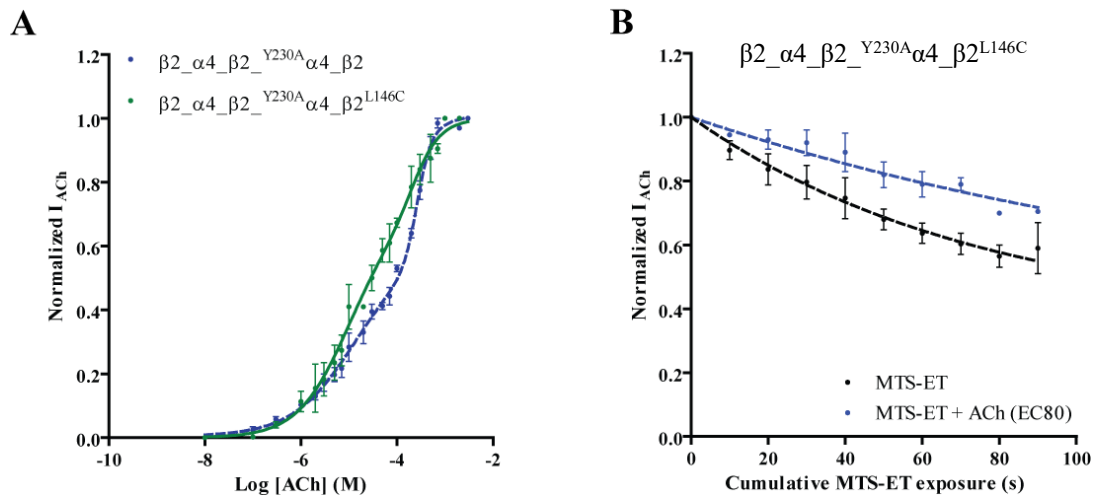 A
β2_α4_β2_Y230Aα4_β2
β2_α4_β2_Y230Aα4_β2L146C
Normalized IACh
1.2
1.0
0.8
0.6
0.4
0.2
0.0
-10
-8
-6
-4
-2
Log [ACh] (M)
B
β2_α4_β2_Y230Aα4_β2L146C
Normalized IACh
1.2
1.0
0.8
0.6
0.4
0.2
0.0
MTS-ET
MTS-ET + ACh (EC80)
0
20
40
60
80
100
Cumulative MTS-ET exposure (s)